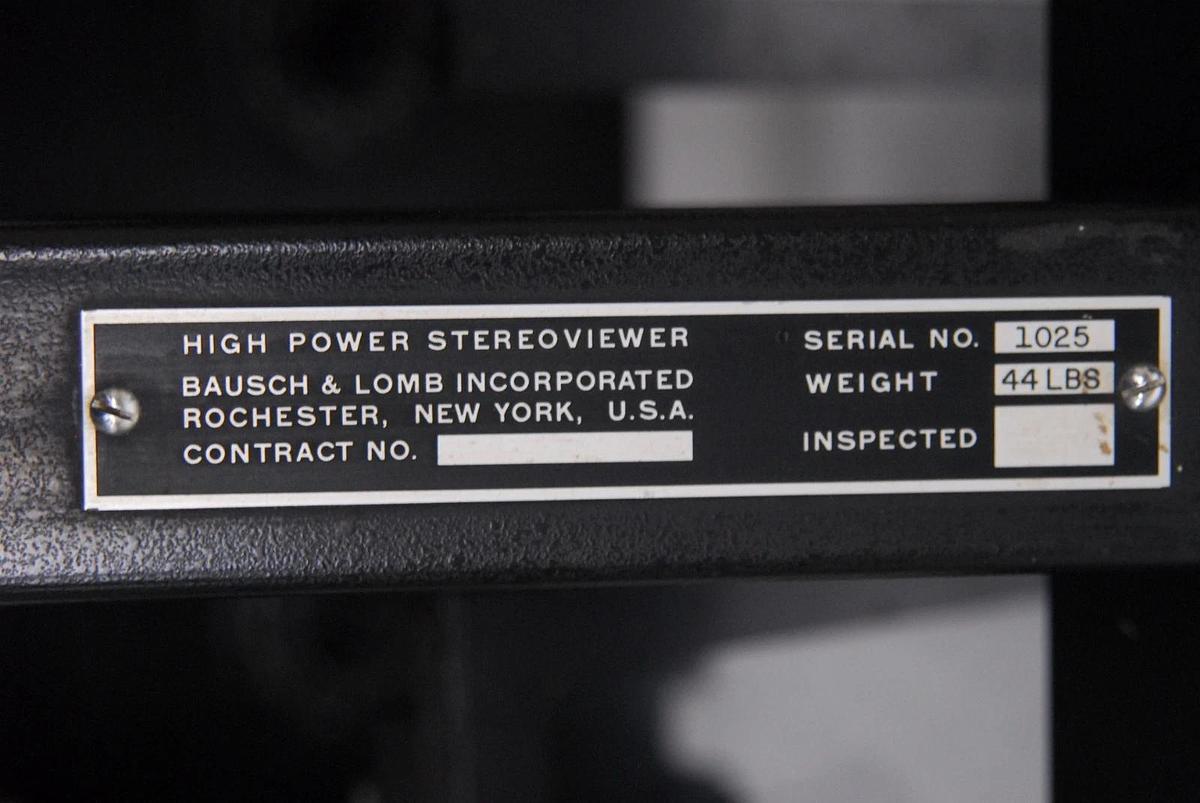 HIGH POWER STEREOVIEWER
BAUSCH & LOMB INCORPORATED
ROCHESTER, NEW YORK, U.S.A.
CONTRACT NO.
SERIAL NO. 1025
WEIGHT 44 LBS
INSPECTED